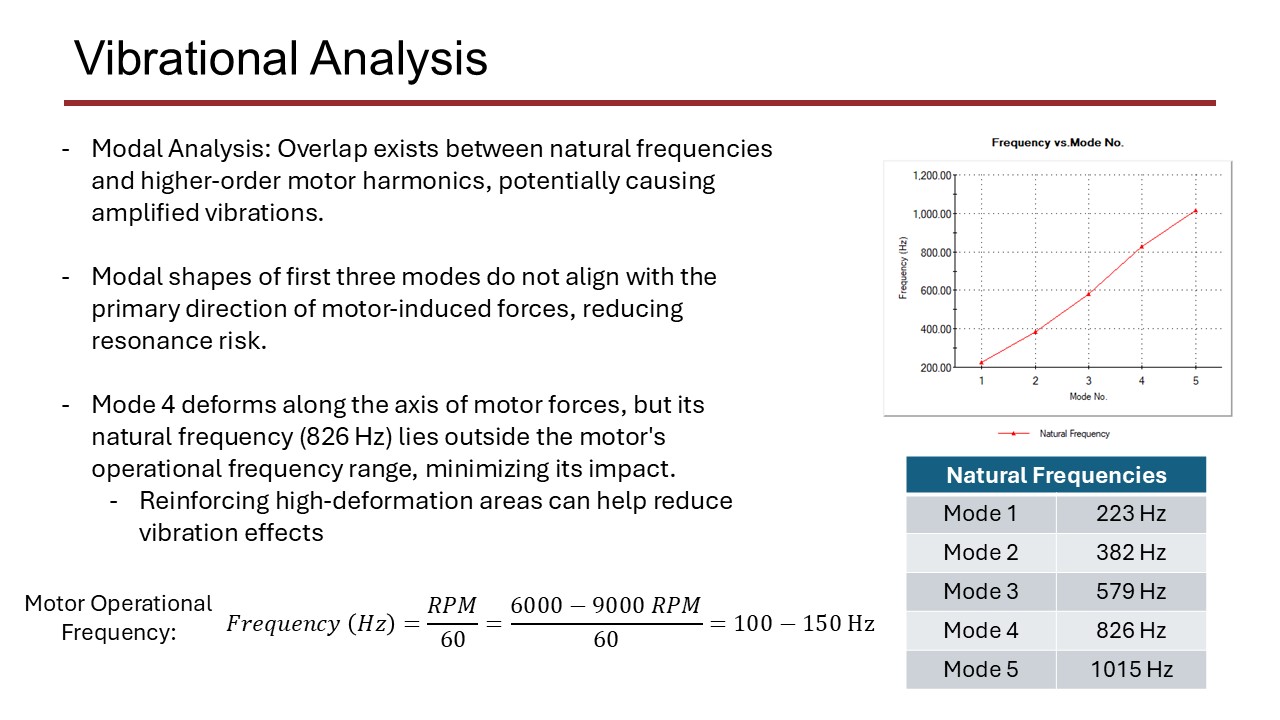 Vibrational Analysis
- Modal Analysis: Overlap exists between natural frequencies
and higher-order motor harmonics, potentially causing
amplified vibrations.
- Modal shapes of first three modes do not align with the
primary direction of motor-induced forces, reducing
resonance risk.
- Mode 4 deforms along the axis of motor forces, but its
natural frequency (826 Hz) lies outside the motor's
operational frequency range, minimizing its impact.
- Reinforcing high-deformation areas can help reduce
vibration effects
Motor Operational
Frequency:
Frequency (Hz) = RPM/60 = 6000 − 9000 RPM/60 = 100 − 150 Hz
Frequency vs.Mode No.
Frequency (Hz)
1,200.00
1,000.00
800.00
600.00
400.00
200.00
1 2 3 4 5
Mode No.
Natural Frequency
Natural Frequencies
Mode 1 223 Hz
Mode 2 382 Hz
Mode 3 579 Hz
Mode 4 826 Hz
Mode 5 1015 Hz